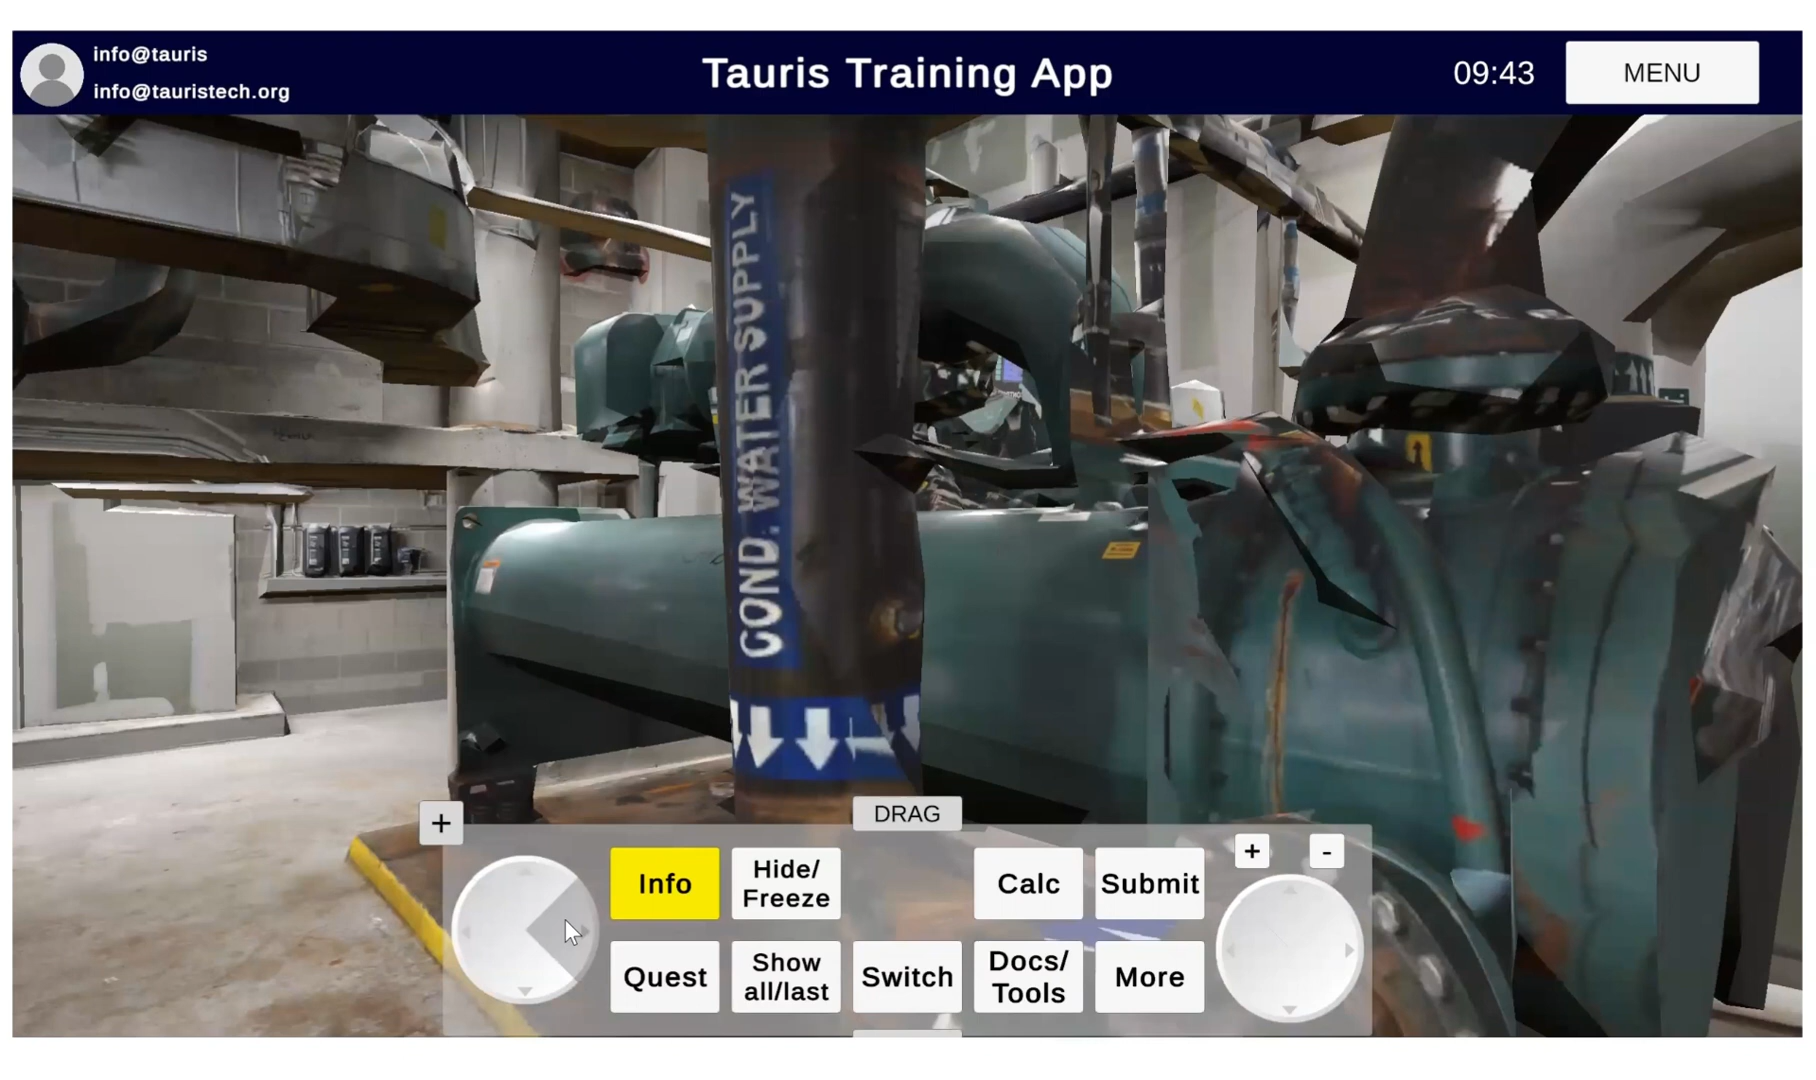 info@tauris
info@tauristech.org
Tauris Training App
09:43
MENU
COND. WATER SUPPLY
DRAG
+
+
-
Info
Hide/
Freeze
Calc
Submit
Quest
Show
all/last
Switch
Docs/
Tools
More